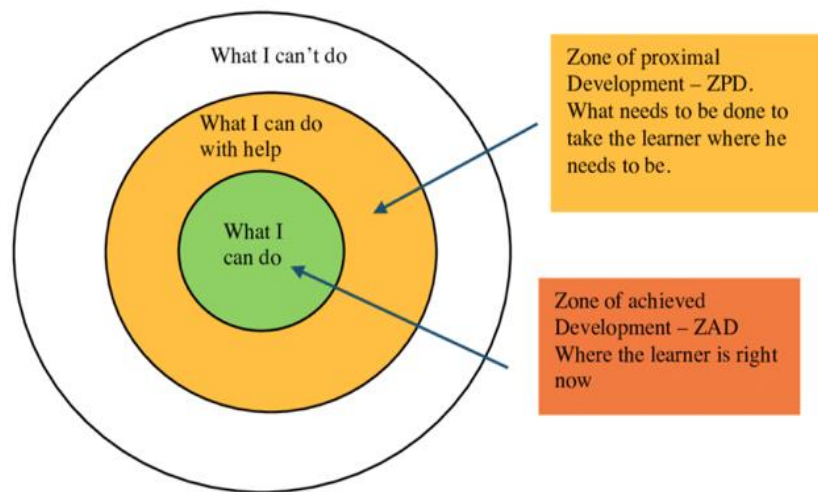 What I can't do
What I can do
with help
What I
can do
Zone of proximal
Development – ZPD.
What needs to be done to
take the learner where he
needs to be.
Zone of achieved
Development – ZAD
Where the learner is right
now